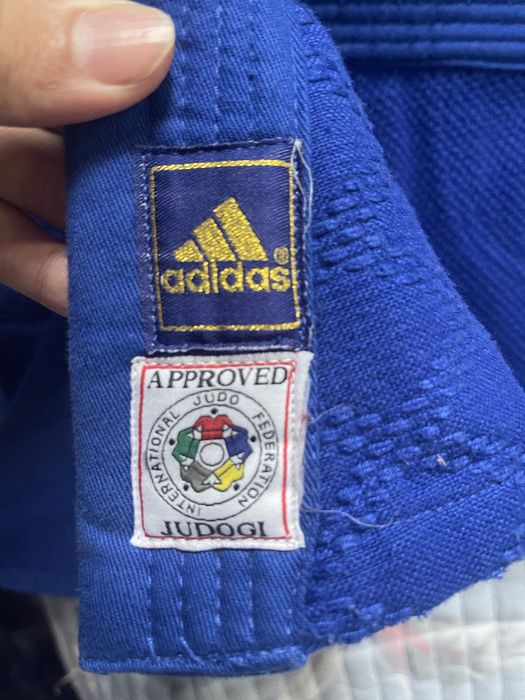 adidas®
APPROVED
INTERNATIONAL JUDO FEDERATION
JUDOGI